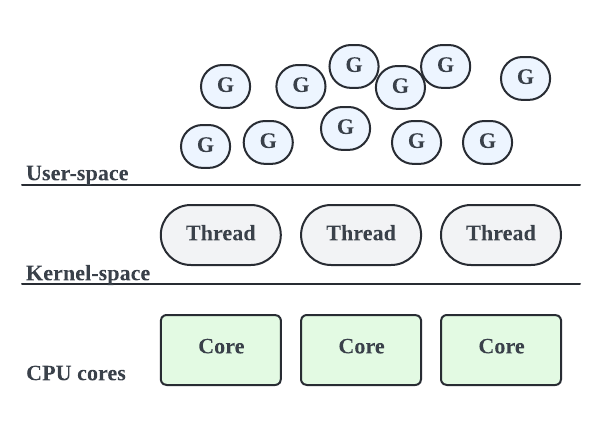 G
G
G
G
G
G
G
G
G
G
G
User-space
Thread Thread Thread
Kernel-space
Core Core Core
CPU cores